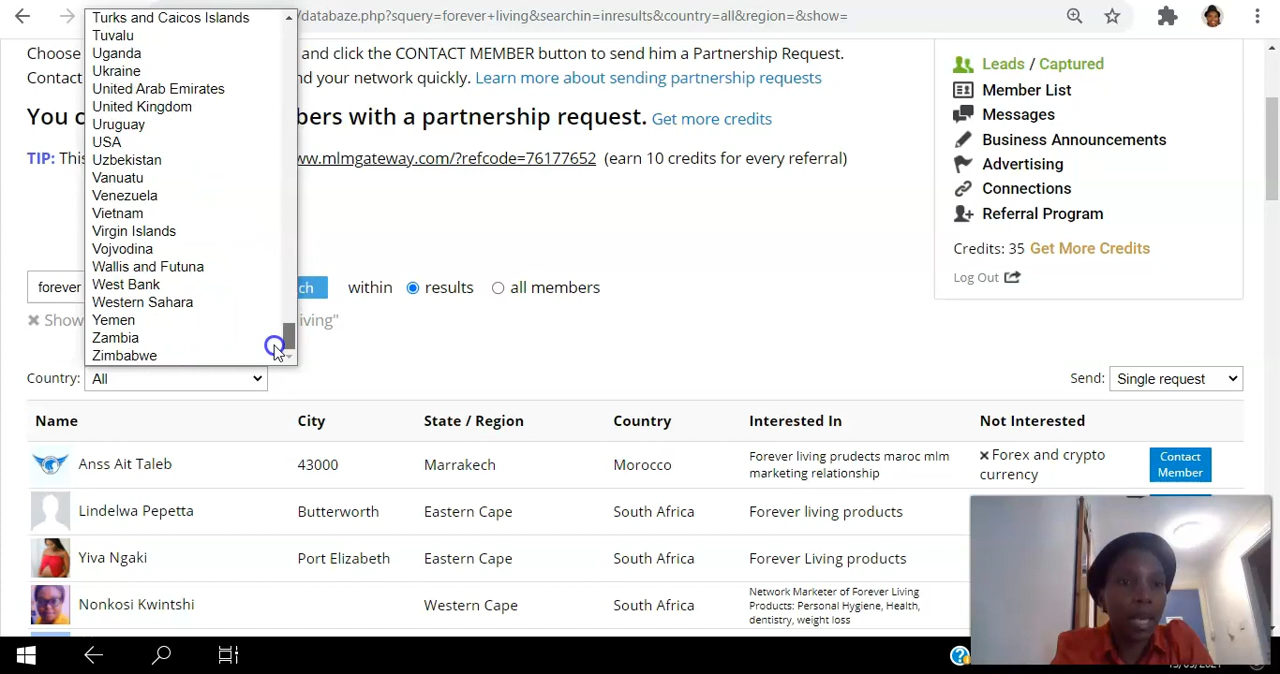 /databaze.php?squery=forever+living&searchin=inresults&country=all&region=&show=
Turks and Caicos Islands
Tuvalu
Uganda
Ukraine
United Arab Emirates
United Kingdom
Uruguay
USA
Uzbekistan
Vanuatu
Venezuela
Vietnam
Virgin Islands
Vojvodina
Wallis and Futuna
West Bank
Western Sahara
Yemen
Zambia
Zimbabwe
Choose and click the CONTACT MEMBER button to send him a Partnership Request.
Contact nd your network quickly. Learn more about sending partnership requests
You c mbers with a partnership request. Get more credits
TIP: This ww.mlmgateway.com/?refcode=76177652 (earn 10 credits for every referral)
forever ch within results all members
Show iving"
Country: All Send: Single request
Name City State / Region Country Interested In Not Interested
Anss Ait Taleb 43000 Marrakech Morocco Forever living prudects maroc mlm marketing relationship Forex and crypto currency Contact Member
Lindelwa Pepetta Butterworth Eastern Cape South Africa Forever living products
Yiva Ngaki Port Elizabeth Eastern Cape South Africa Forever Living products
Nonkosi Kwintshi Western Cape South Africa Network Marketer of Forever Living Products: Personal Hygiene, Health, dentistry, weight loss
Leads / Captured
Member List
Messages
Business Announcements
Advertising
Connections
Referral Program
Credits: 35 Get More Credits
Log Out